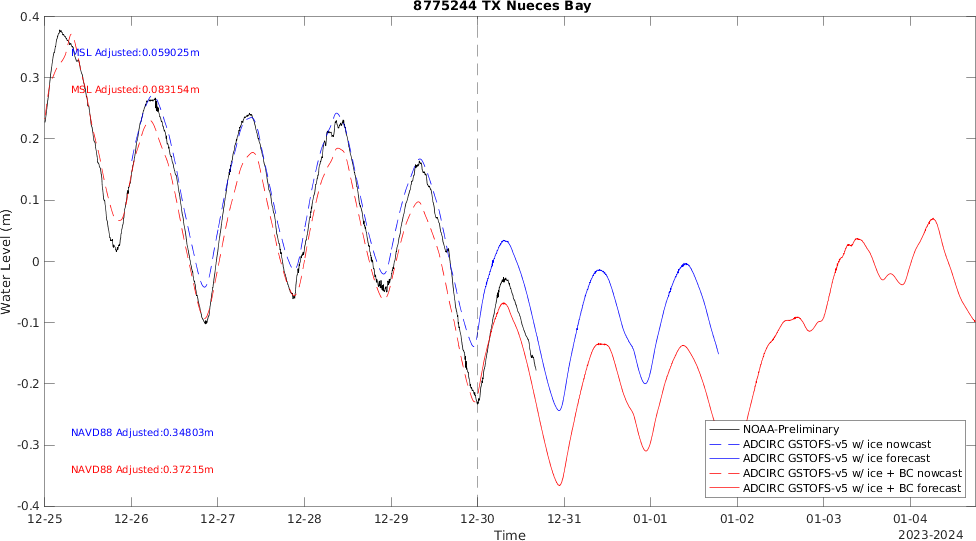 8775244 TX Nueces Bay
0.4
0.3
0.2
0.1
0
-0.1
-0.2
-0.3
-0.4
Water Level (m)
MSL Adjusted:0.059025m
MSL Adjusted:0.083154m
NAVD88 Adjusted:0.34803m
NAVD88 Adjusted:0.37215m
NOAA-Preliminary
ADCIRC GSTOFS-v5 w/ ice nowcast
ADCIRC GSTOFS-v5 w/ ice forecast
ADCIRC GSTOFS-v5 w/ ice + BC nowcast
ADCIRC GSTOFS-v5 w/ ice + BC forecast
12-25 12-26 12-27 12-28 12-29 12-30 12-31 01-01 01-02 01-03 01-04
Time
2023-2024